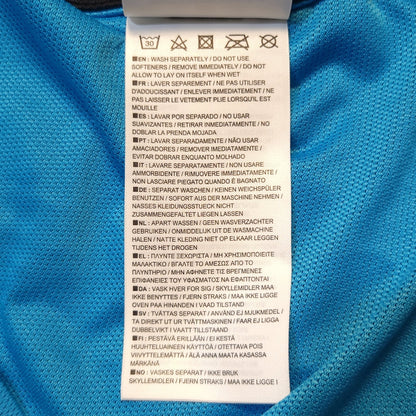 30
EN : WASH SEPARATELY / DO NOT USE
SOFTENERS / REMOVE IMMEDIATELY / DO NOT
ALLOW TO LAY ON ITSELF WHEN WET
FR : LAVER SEPAREMENT / NE PAS UTILISER
D'ADOUCISSANT / ENLEVER IMMEDIATEMENT / NE
PAS LAISSER LE VETEMENT PLIE LORSQU'IL EST
MOUILLE
ES : LAVAR POR SEPARADO / NO USAR
SUAVIZANTES / RETIRAR INMEDIATAMENTE / NO
DOBLAR LA PRENDA MOJADA
PT : LAVAR SEPARADAMENTE / NÃO USAR
AMACIADORES / REMOVER IMEDIATAMENTE /
EVITAR DOBRAR ENQUANTO MOLHADO
IT : LAVARE SEPARATAMENTE / NON USARE
AMMORBIDENTE / RIMUOVERE IMMEDIATAMENTE /
NON LASCIARE PIEGATO QUANDO È BAGNATO
DE : SEPARAT WASCHEN / KEINEN WEICHSPÜLER
BENUTZEN / SOFORT AUS DER MASCHINE NEHMEN /
NASSES KLEIDUNGSSTUECK NICHT
ZUSAMMENGEFALTET LIEGEN LASSEN
NL : APART WASSEN / GEEN WASVERZACHTER
GEBRUIKEN / ONMIDDELLIJK UIT DE WASMACHINE
HALEN / NATTE KLEDING NIET OP ELKAAR LEGGEN
TIJDENS HET DROGEN
EL : ΠΛΥΝΤΕ ΞΕΧΩΡΙΣΤΑ / ΜΗ ΧΡΗΣΙΜΟΠΟΙΕΙΤΕ
ΜΑΛΑΚΤΙΚΟ / ΒΓΑΛΤΕ ΤΟ ΑΜΕΣΩΣ ΑΠΟ ΤΟ
ΠΛΥΝΤΗΡΙΟ / ΜΗΝ ΑΦΗΝΕΤΕ ΤΙΣ ΒΡΕΓΜΕΝΕΣ
ΕΠΙΦΑΝΕΙΕΣ ΤΟΥ ΥΦΑΣΜΑΤΟΣ ΝΑ ΕΦΑΠΤΟΝΤΑΙ
DA : VASK HVER FOR SIG / SKYLLEMIDLER MAA
IKKE BENYTTES / FJERN STRAKS / MAA IKKE LIGGE
OVEN PAA HINANDEN / VAAD TILSTAND
SV : TVÄTTAS SEPARAT / ANVÄND EJ MJUKMEDEL /
TA DIREKT UR TVÄTTMASKIN / FAAR EJ LIGGA
DUBBELVIKT / VAATT TILLSTAND
FI : PESTÄVÄ ERILLÄÄN / EI KESTÄ
HUUHTELUAINEEN KÄYTTÖÄ / OTETTAVA POIS
VIIVYTTELEMÄTTÄ / ÄLÄ ANNA MAATA KASASSA
MÄRKÄNÄ
NO : VASKES SEPARAT / IKKE BRUK
SKYLLEMIDLER / FJERN STRAKS / MAA IKKE LIGGE I